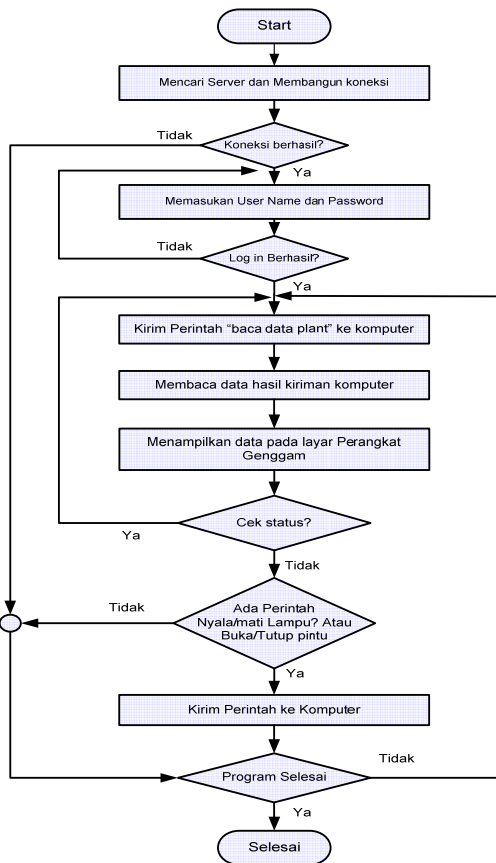 Start
Mencari Server dan Membangun koneksi
Tidak
Koneksi berhasil?
Ya
Memasukan User Name dan Password
Tidak
Log in Berhasil?
Ya
Kirim Perintah “baca data plant” ke komputer
Membaca data hasil kiriman komputer
Menampilkan data pada layar Perangkat
Genggam
Cek status?
Ya
Tidak
Tidak
Ada Perintah
Nyala/mati Lampu? Atau
Buka/Tutup pintu
Ya
Kirim Perintah ke Komputer
Tidak
Program Selesai
Ya
Selesai